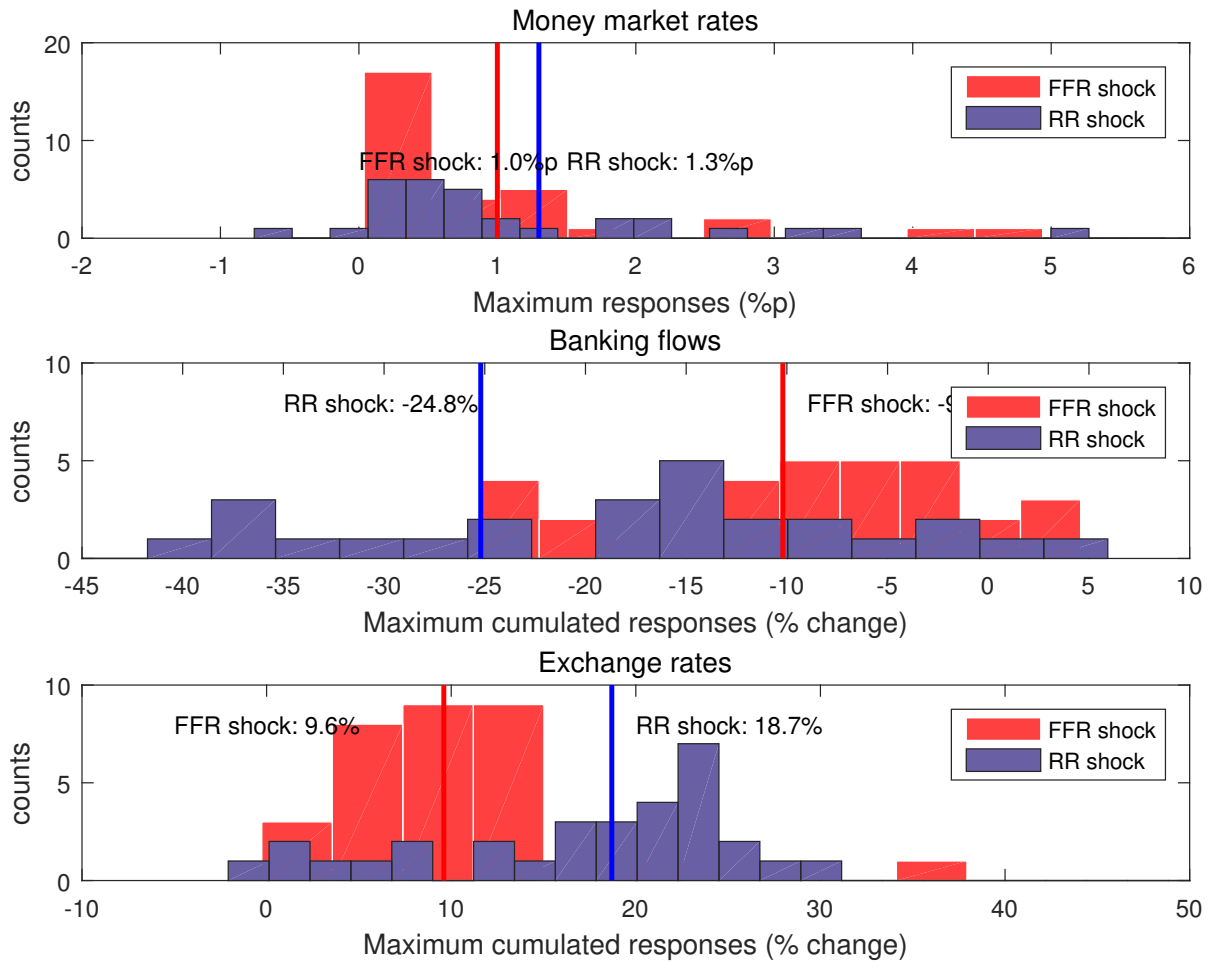 Money market rates
20
10
0
counts
FFR shock
RR shock
FFR shock: 1.0%p RR shock: 1.3%p
-2 -1 0 1 2 3 4 5 6
Maximum responses (%p)
Banking flows
10
5
0
counts
RR shock: -24.8%
FFR shock: -9
FFR shock
RR shock
-45 -40 -35 -30 -25 -20 -15 -10 -5 0 5 10
Maximum cumulated responses (% change)
Exchange rates
10
5
0
counts
FFR shock: 9.6%
RR shock: 18.7%
FFR shock
RR shock
-10 0 10 20 30 40 50
Maximum cumulated responses (% change)